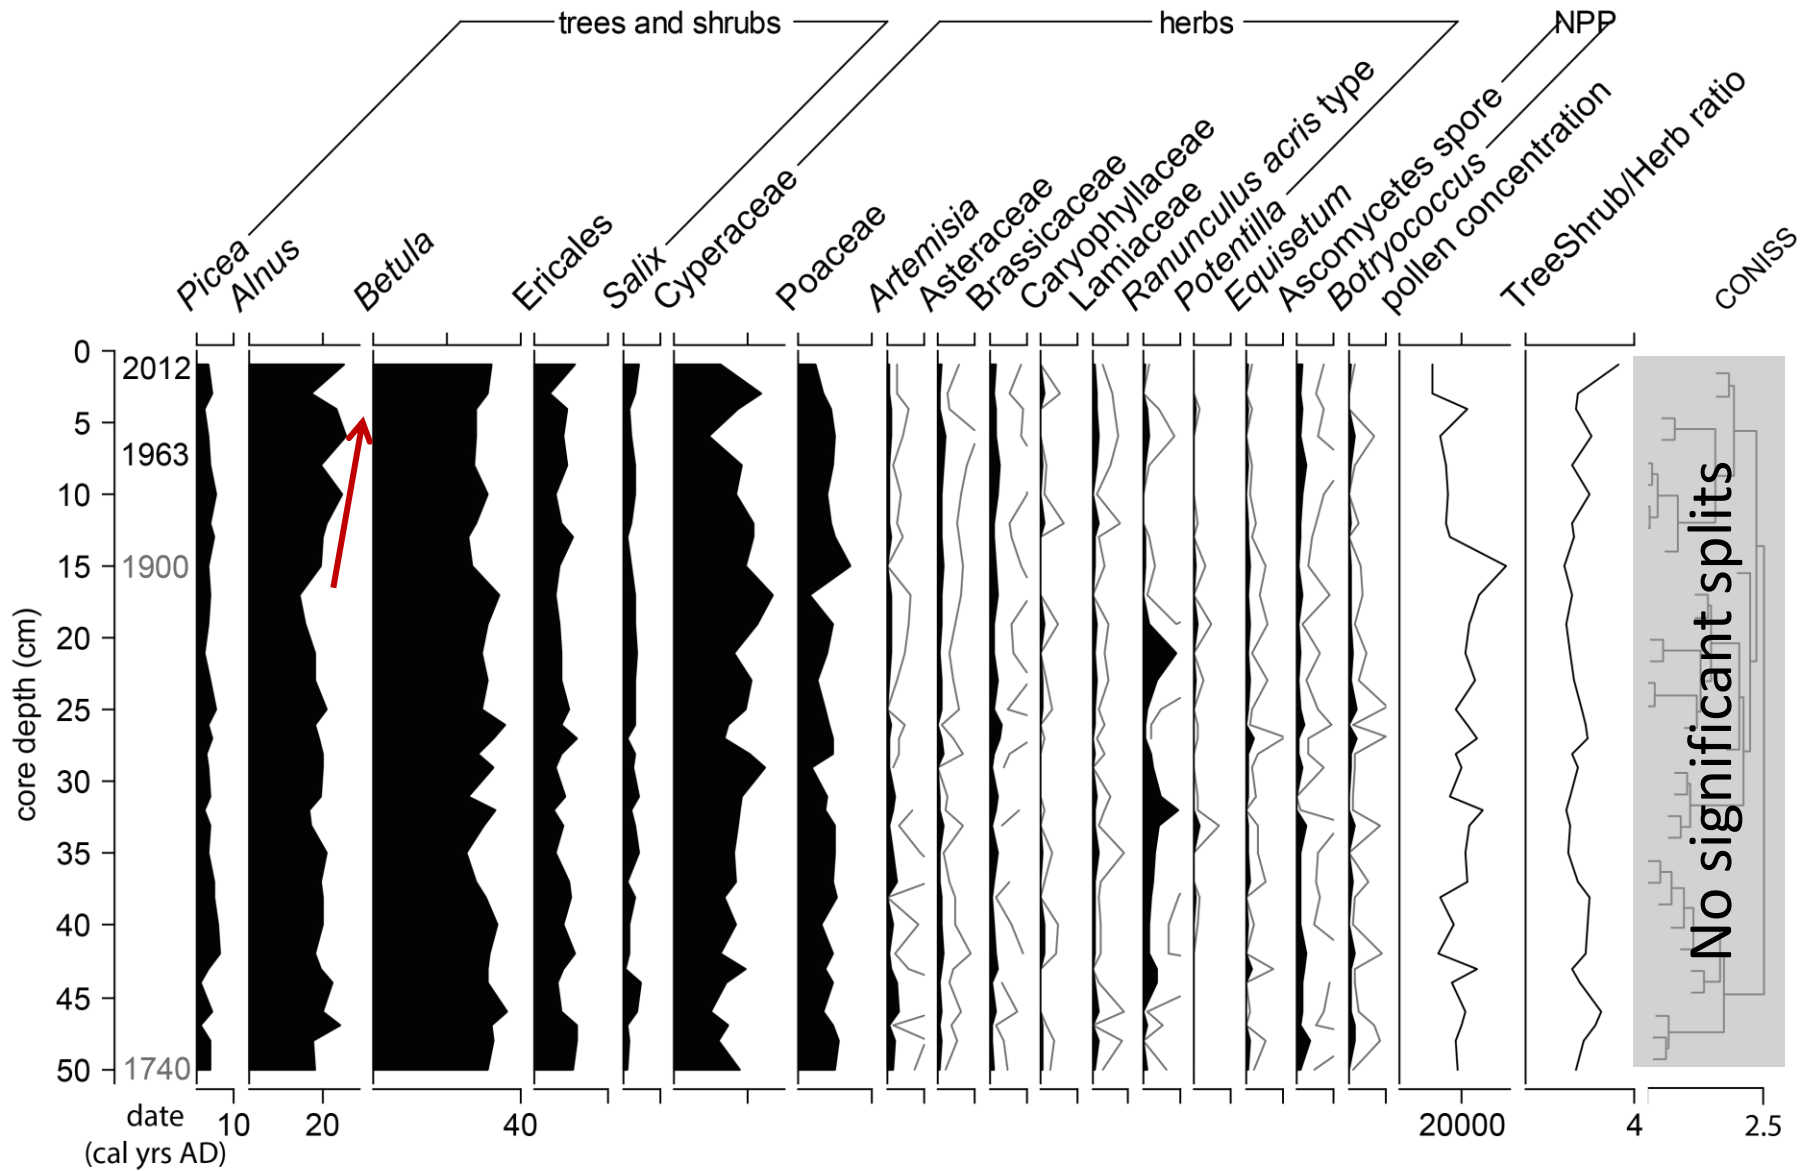 trees and shrubs
herbs
NPP
Picea
Alnus
Betula
Ericales
Salix
Cyperaceae
Poaceae
Artemisia
Asteraceae
Brassicaceae
Caryophyllaceae
Lamiaceae
Ranunculus acris type
Potentilla
Equisetum
Ascomycetes spore
Botryococcus
pollen concentration
TreeShrub/Herb ratio
CONISS
0
2012
5
1963
10
15
1900
20
25
30
35
40
45
50
1740
core depth (cm)
No significant splits
date
(cal yrs AD)
10
20
40
20000
4
2.5